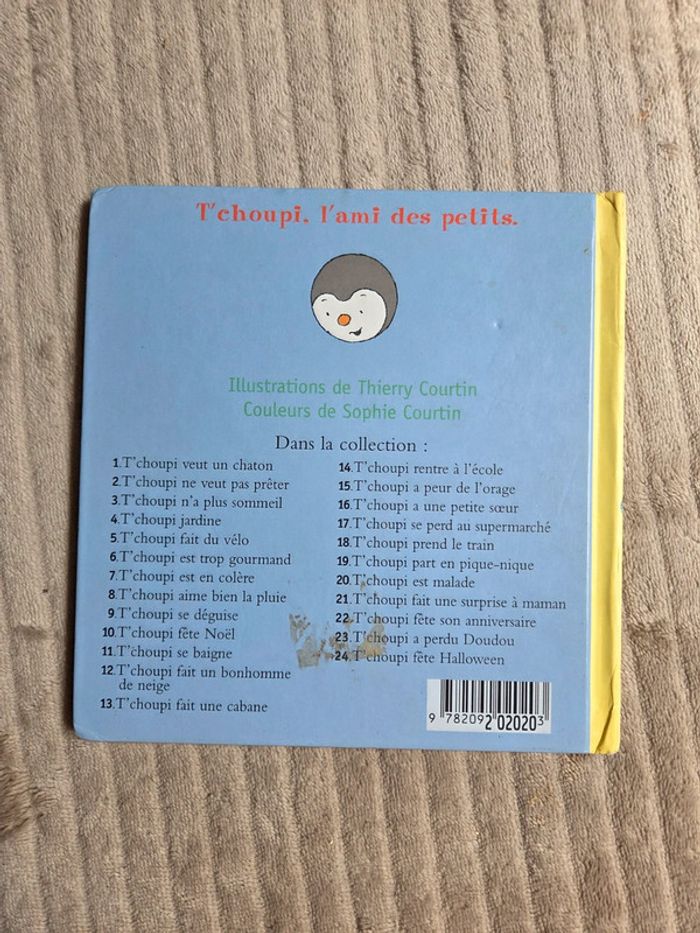 T'choupi, l'ami des petits.
Illustrations de Thierry Courtin
Couleurs de Sophie Courtin
Dans la collection :
1.T'choupi veut un chaton
2.T'choupi ne veut pas prêter
3.T'choupi n'a plus sommeil
4.T'choupi jardine
5.T'choupi fait du vélo
6.T'choupi est trop gourmand
7.T'choupi est en colère
8.T'choupi aime bien la pluie
9.T'choupi se déguise
10.T'choupi fête Noël
11.T'choupi se baigne
12.T'choupi fait un bonhomme
de neige
13.T'choupi fait une cabane
14.T'choupi rentre à l'école
15.T'choupi a peur de l'orage
16.T'choupi a une petite sœur
17.T'choupi se perd au supermarché
18.T'choupi prend le train
19.T'choupi part en pique-nique
20.T'choupi est malade
21.T'choupi fait une surprise à maman
22.T'choupi fête son anniversaire
23.T'choupi a perdu Doudou
24.T'choupi fête Halloween
9 782092 020203